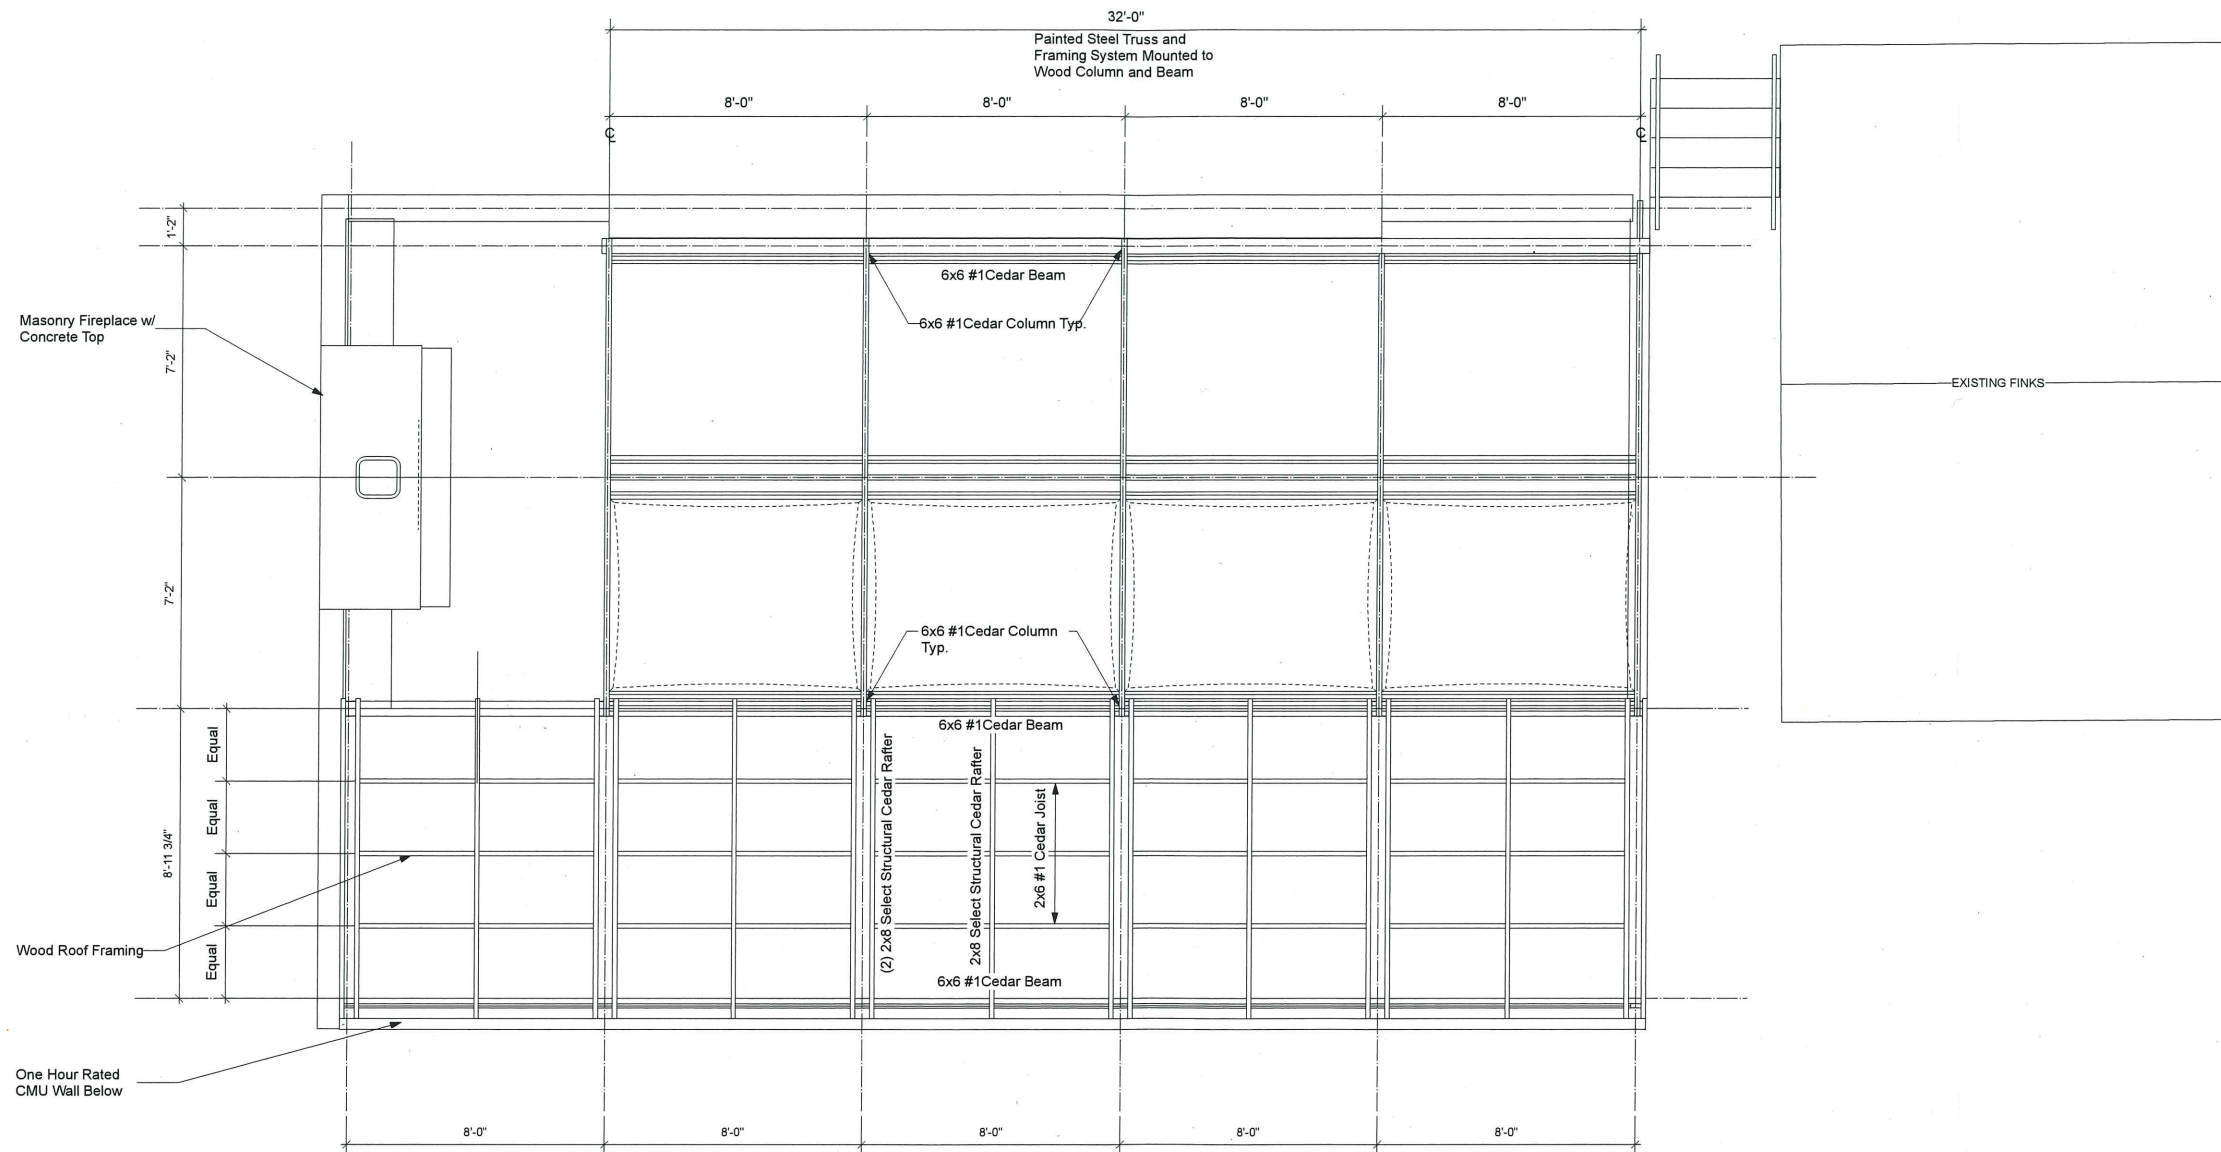 32'-0"
Painted Steel Truss and
Framing System Mounted to
Wood Column and Beam
8'-0"
8'-0"
8'-0"
8'-0"
℄
℄
1'-2"
6x6 #1Cedar Beam
6x6 #1Cedar Column Typ.
Masonry Fireplace w/
Concrete Top
7'-2"
EXISTING FINKS
7'-2"
6x6 #1Cedar Column
Typ.
6x6 #1Cedar Beam
Equal
Equal
Equal
Equal
8'-11 3/4"
(2) 2x8 Select Structural Cedar Rafter
2x8 Select Structural Cedar Rafter
2x6 #1 Cedar Joist
Wood Roof Framing
6x6 #1Cedar Beam
One Hour Rated
CMU Wall Below
8'-0"
8'-0"
8'-0"
8'-0"
8'-0"